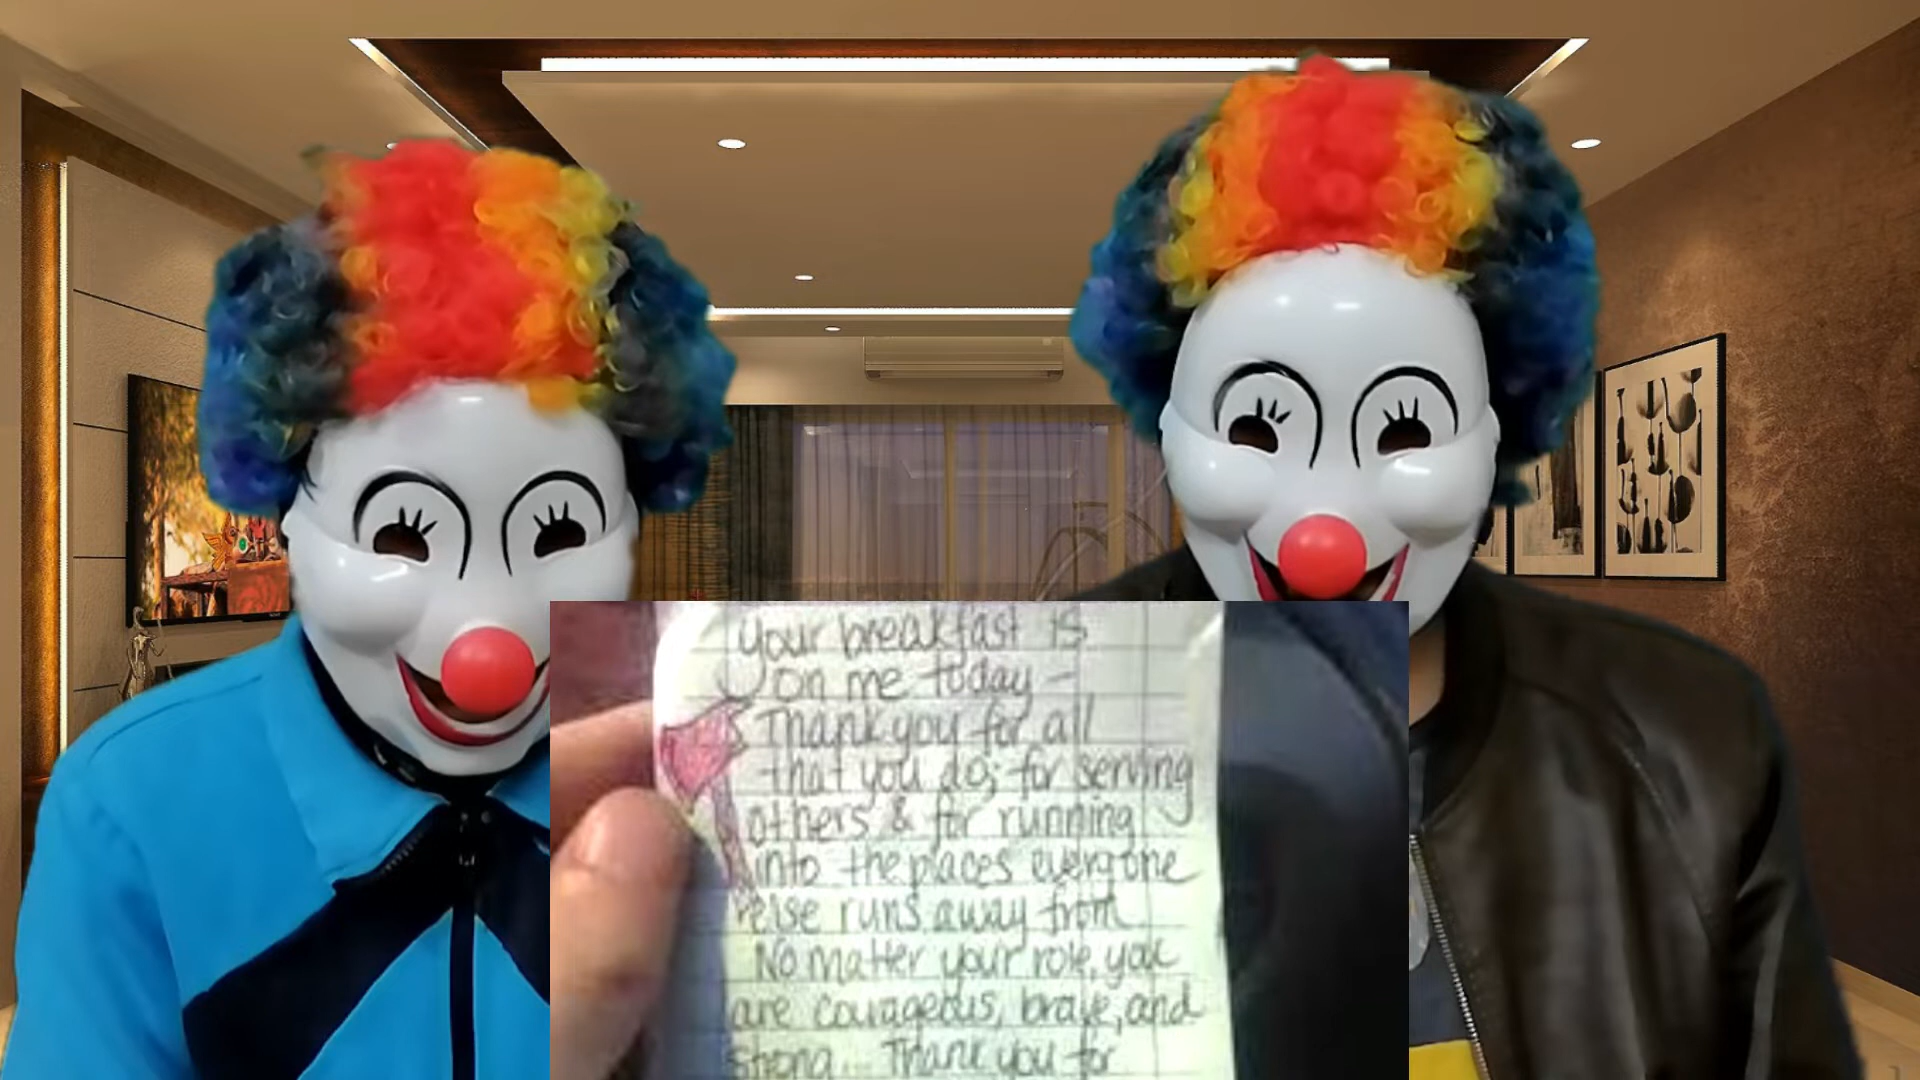 Your breakfast is
on me today -
Thank you for all
that you do; for serving
others & for running
into the places everyone
else runs away from
No matter your role, you
are courageous, brave, and
strong... Thank you for